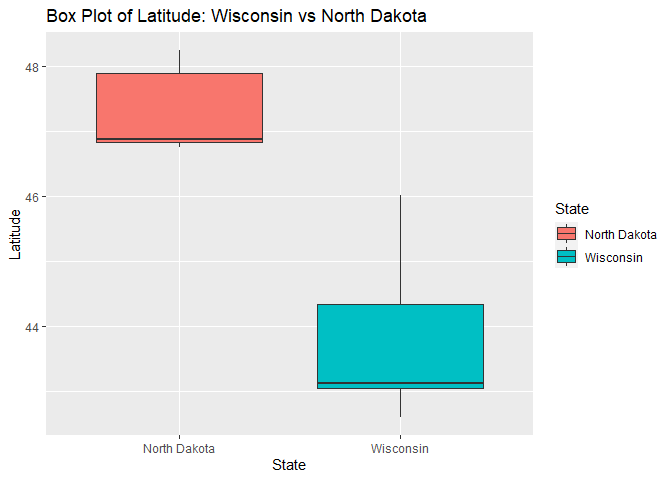 Box Plot of Latitude: Wisconsin vs North Dakota
48
46
44
Latitude
North Dakota
Wisconsin
State
State
North Dakota
Wisconsin